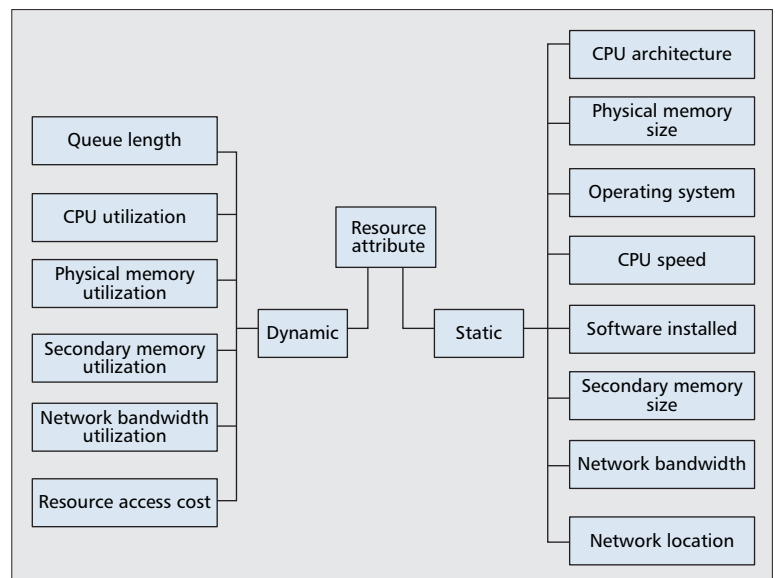 Resource
attribute
Dynamic
Queue length
CPU utilization
Physical memory
utilization
Secondary memory
utilization
Network bandwidth
utilization
Resource access cost
Static
CPU architecture
Physical memory
size
Operating system
CPU speed
Software installed
Secondary memory
size
Network bandwidth
Network location